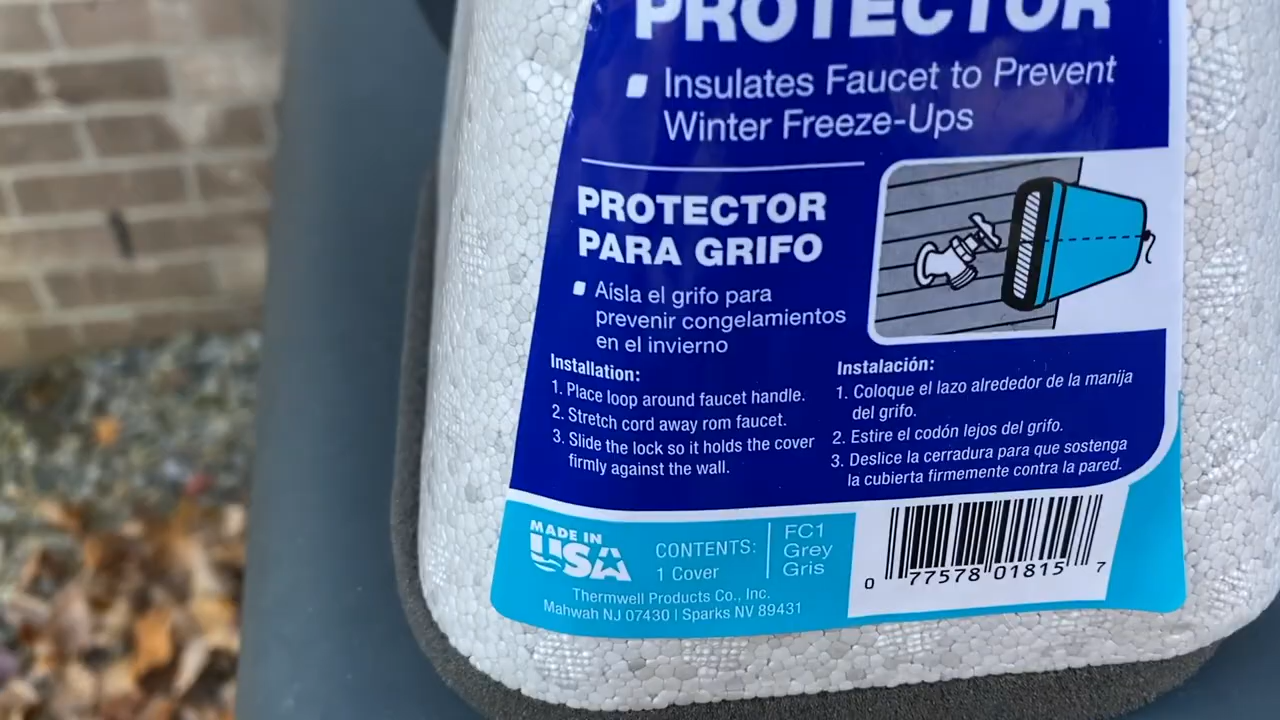 PROTECTOR
Insulates Faucet to Prevent
Winter Freeze-Ups
PROTECTOR
PARA GRIFO
Aísla el grifo para
prevenir congelamientos
en el invierno
Installation:
1. Place loop around faucet handle.
2. Stretch cord away rom faucet.
3. Slide the lock so it holds the cover
firmly against the wall.
Instalación:
1. Coloque el lazo alrededor de la manija
del grifo.
2. Estire el codón lejos del grifo.
3. Deslice la cerradura para que sostenga
la cubierta firmemente contra la pared.
MADE IN
USA
CONTENTS:
1 Cover
FC1
Grey
Gris
Thermwell Products Co., Inc.
Mahwah NJ 07430 | Sparks NV 89431
0 77578 01815 7